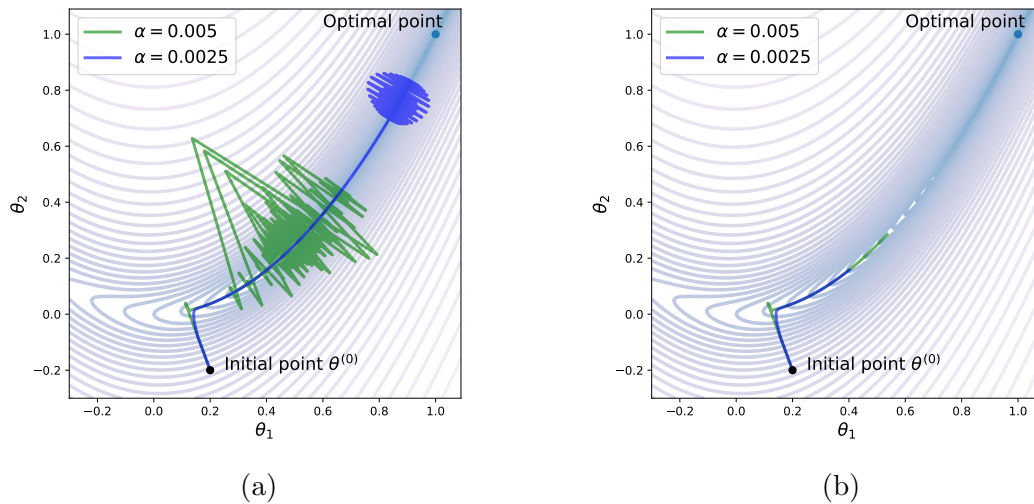 Optimal point
α = 0.005
α = 0.0025
Initial point θ^(0)
θ₂
1.0
0.8
0.6
0.4
0.2
0.0
−0.2
−0.2 0.0 0.2 0.4 0.6 0.8 1.0
θ₁
(a)
Optimal point
α = 0.005
α = 0.0025
Initial point θ^(0)
θ₂
1.0
0.8
0.6
0.4
0.2
0.0
−0.2
−0.2 0.0 0.2 0.4 0.6 0.8 1.0
θ₁
(b)